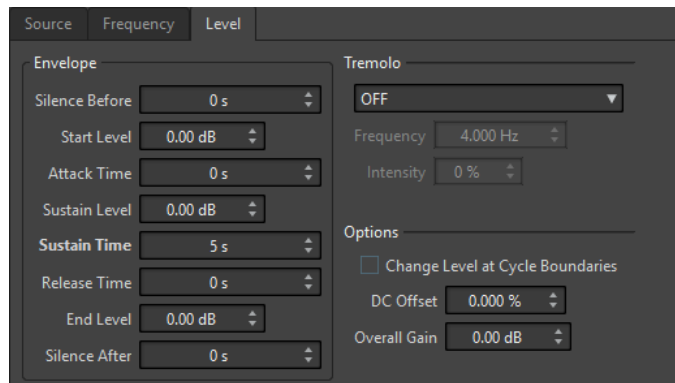 Source Frequency Level
Envelope
Silence Before 0 s
Start Level 0.00 dB
Attack Time 0 s
Sustain Level 0.00 dB
Sustain Time 5 s
Release Time 0 s
End Level 0.00 dB
Silence After 0 s
Tremolo
OFF
Frequency 4.000 Hz
Intensity 0 %
Options
Change Level at Cycle Boundaries
DC Offset 0.000 %
Overall Gain 0.00 dB